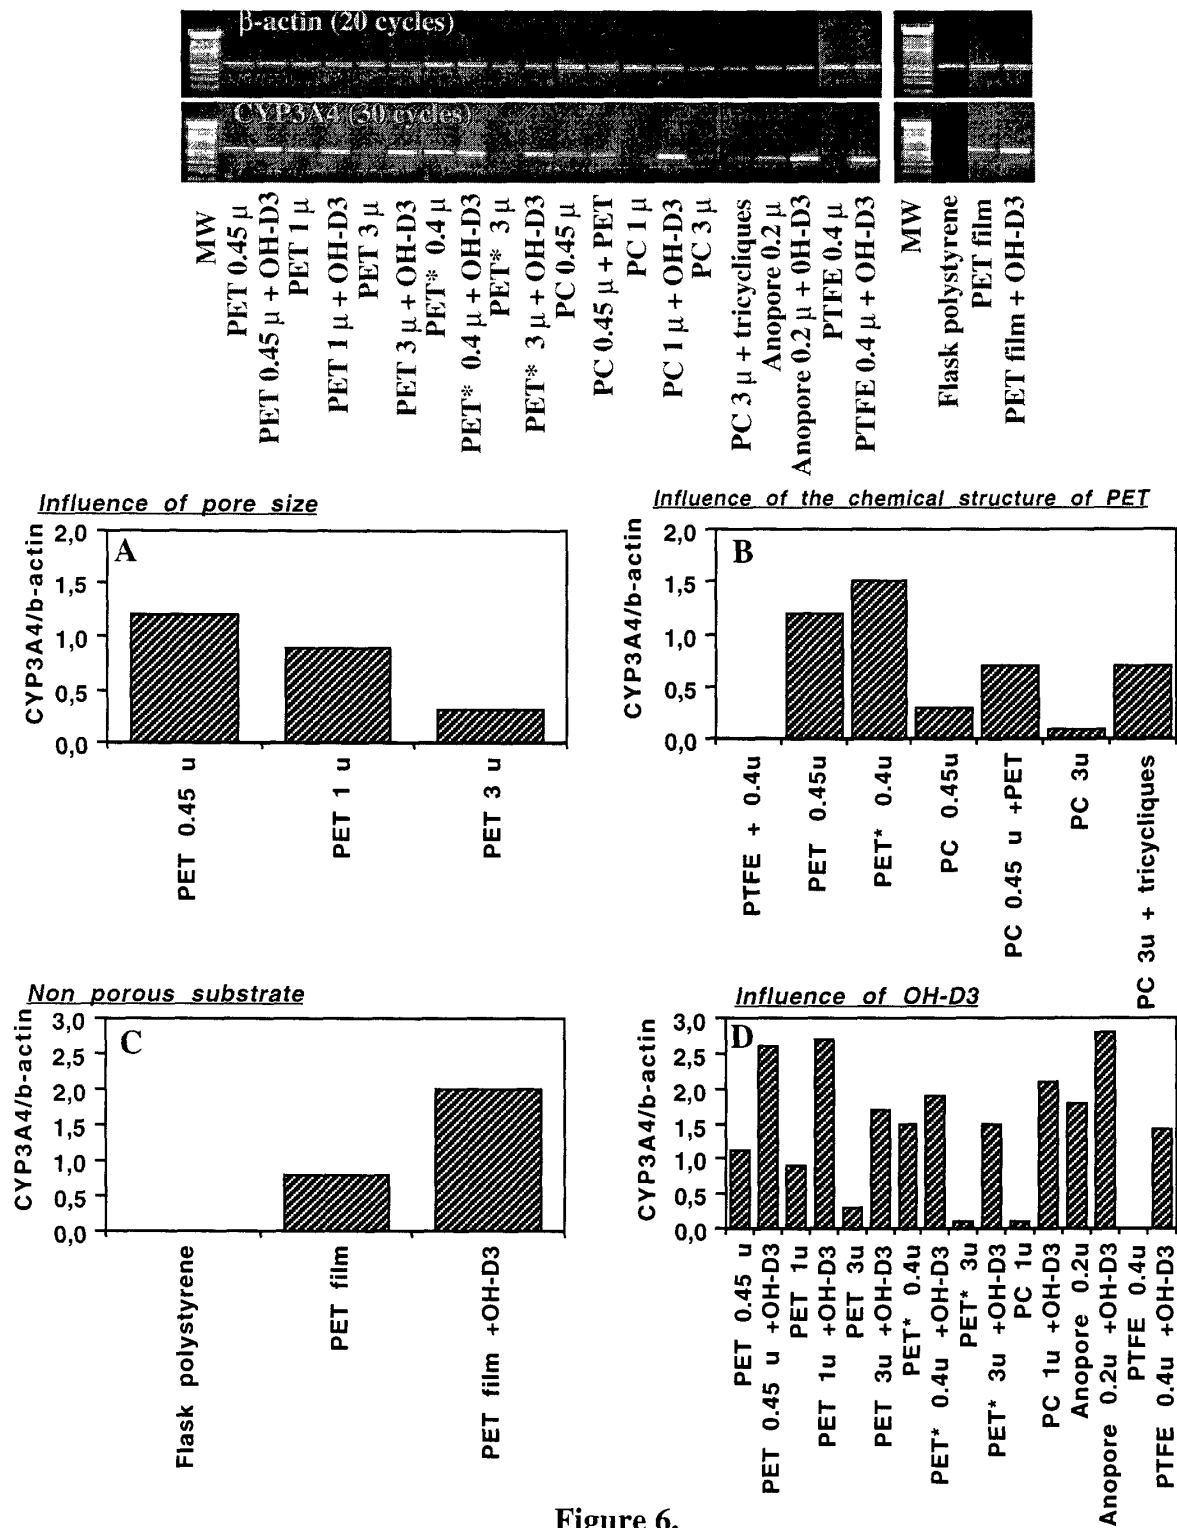 β-actin (20 cycles)
CYP3A4 (30 cycles)
MW
PET 0.45 µ
PET 0.45 µ + OH-D3
PET 1 µ
PET 1 µ + OH-D3
PET 3 µ
PET 3 µ + OH-D3
PET* 0.4 µ
PET* 0.4 µ + OH-D3
PET* 3 µ
PET* 3 µ + OH-D3
PC 0.45 µ
PC 0.45 µ + PET
PC 1 µ
PC 1 µ + OH-D3
PC 3 µ
PC 3 µ + tricycliques
Anopore 0.2 µ
Anopore 0.2 µ + 0H-D3
PTFE 0.4 µ
PTFE 0.4 µ + OH-D3
MW
Flask polystyrene
PET film
PET film + OH-D3
Influence of pore size
A
CYP3A4/b-actin
2,0
1,5
1,0
0,5
0,0
PET 0.45 u
PET 1 u
PET 3 u
Influence of the chemical structure of PET
B
CYP3A4/b-actin
2,0
1,5
1,0
0,5
0,0
PTFE + 0.4u
PET 0.45u
PET* 0.4u
PC 0.45u
PC 0.45 u +PET
PC 3u
PC 3u + tricycliques
Non porous substrate
C
CYP3A4/b-actin
3,0
2,5
2,0
1,5
1,0
0,5
0,0
Flask polystyrene
PET film
PET film +OH-D3
Influence of OH-D3
D
CYP3A4/b-actin
3,0
2,5
2,0
1,5
1,0
0,5
0,0
PET 0.45 u
PET 0.45 u +OH-D3
PET 1u
PET 1u +OH-D3
PET 3u
PET 3u +OH-D3
PET* 0.4u
PET* 0.4u +OH-D3
PET* 3u
PET* 3u +OH-D3
PC 1u
PC 1u +OH-D3
Anopore 0.2u
Anopore 0.2u +OH-D3
PTFE 0.4u
PTFE 0.4u +OH-D3
Figure 6.